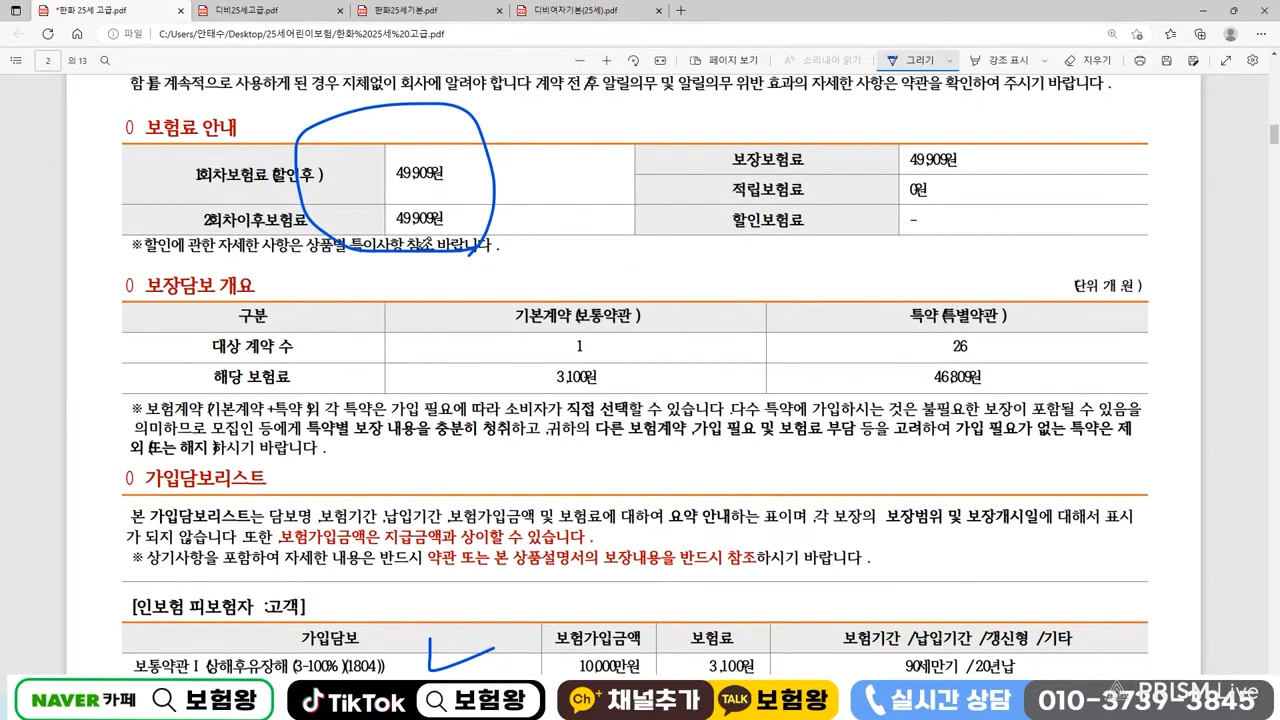 *한화 25세 고급.pdf
디비25세고급.pdf
한화25세기본.pdf
디비여자기본(25세).pdf
파일
C:/Users/안태수/Desktop/25세어린이보험/한화%2025세%20고급.pdf
2 의 13
페이지 보기
소리내어 읽기
그리기
강조 표시
지우기
함 를 계속적으로 사용하게 된 경우 지체없이 회사에 알려야 합니다 계약 전 /후 알릴의무 및 알릴의무 위반 효과의 자세한 사항은 약관을 확인하여 주시기 바랍니다 .
보험료 안내
1회차보험료 (할인후 )
49,909원
보장보험료
49,909원
적립보험료
0원
2회차이후보험료
49,909원
할인보험료
-
※ 할인에 관한 자세한 사항은 상품별 특이사항 참조 바랍니다 .
보장담보 개요
(단위 개 ,원 )
구분
기본계약 (보통약관 )
특약 (특별약관 )
대상 계약 수
1
26
해당 보험료
3,100원
46,809원
※ 보험계약 (기본계약 +특약 )의 각 특약은 가입 필요에 따라 소비자가 직접 선택할 수 있습니다 .다수 특약에 가입하시는 것은 불필요한 보장이 포함될 수 있음을
의미하므로 모집인 등에게 특약별 보장 내용을 충분히 청취하고 ,귀하의 다른 보험계약 ,가입 필요 및 보험료 부담 등을 고려하여 가입 필요가 없는 특약은 제
외 (또는 해지 )하시기 바랍니다 .
가입담보리스트
본 가입담보리스트는 담보명 ,보험기간 ,납입기간 ,보험가입금액 및 보험료에 대하여 요약 안내하는 표이며 ,각 보장의 보장범위 및 보장개시일에 대해서 표시
가 되지 않습니다 .또한 ,보험가입금액은 지급금액과 상이할 수 있습니다 .
※ 상기사항을 포함하여 자세한 내용은 반드시 약관 또는 본 상품설명서의 보장내용을 반드시 참조하시기 바랍니다 .
[인보험 피보험자 :고객]
가입담보
보험가입금액
보험료
보험기간 /납입기간 /갱신형 /기타
보통약관 I (상해후유장해 (3-100% )(1804 ))
10,000만원
3,100원
90세만기 / 20년납
NAVER 카페
보험왕
TikTok
보험왕
Ch+ 채널추가
TALK 보험왕
실시간 상담
010-3739-3845
PRISM Live